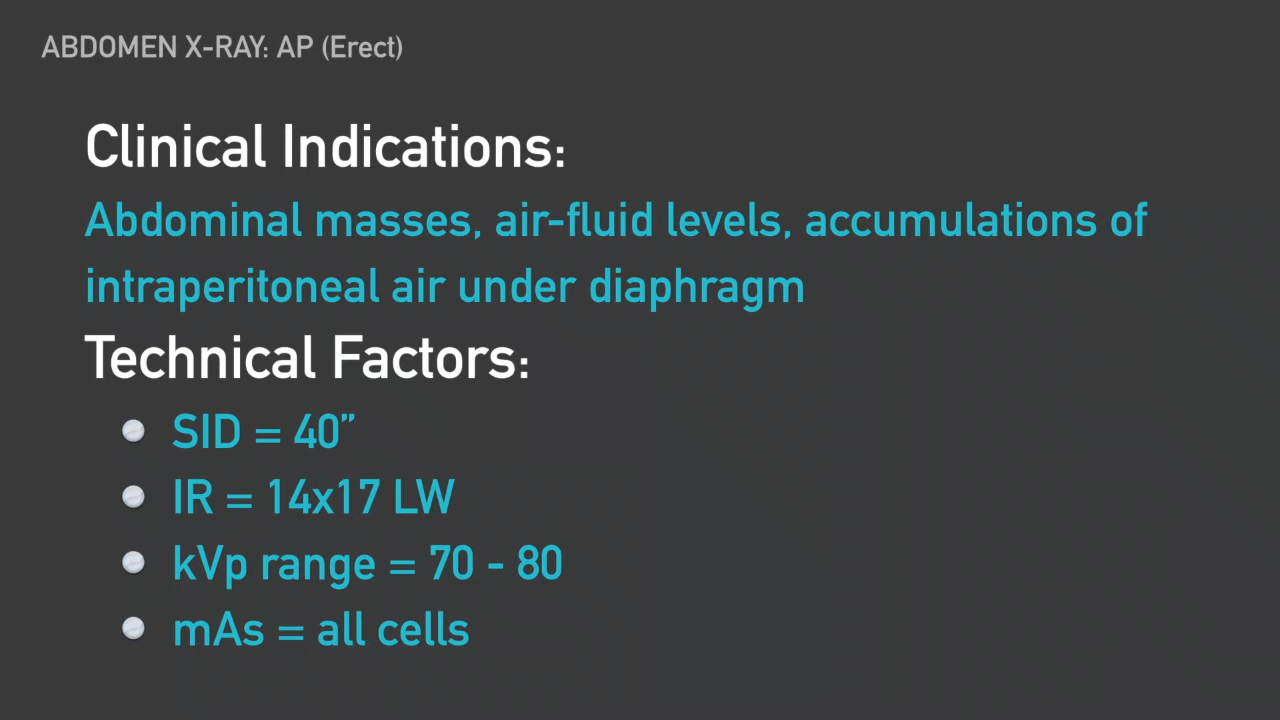 ABDOMEN X-RAY: AP (Erect)
Clinical Indications:
Abdominal masses, air-fluid levels, accumulations of
intraperitoneal air under diaphragm
Technical Factors:
SID = 40”
IR = 14x17 LW
kVp range = 70 - 80
mAs = all cells